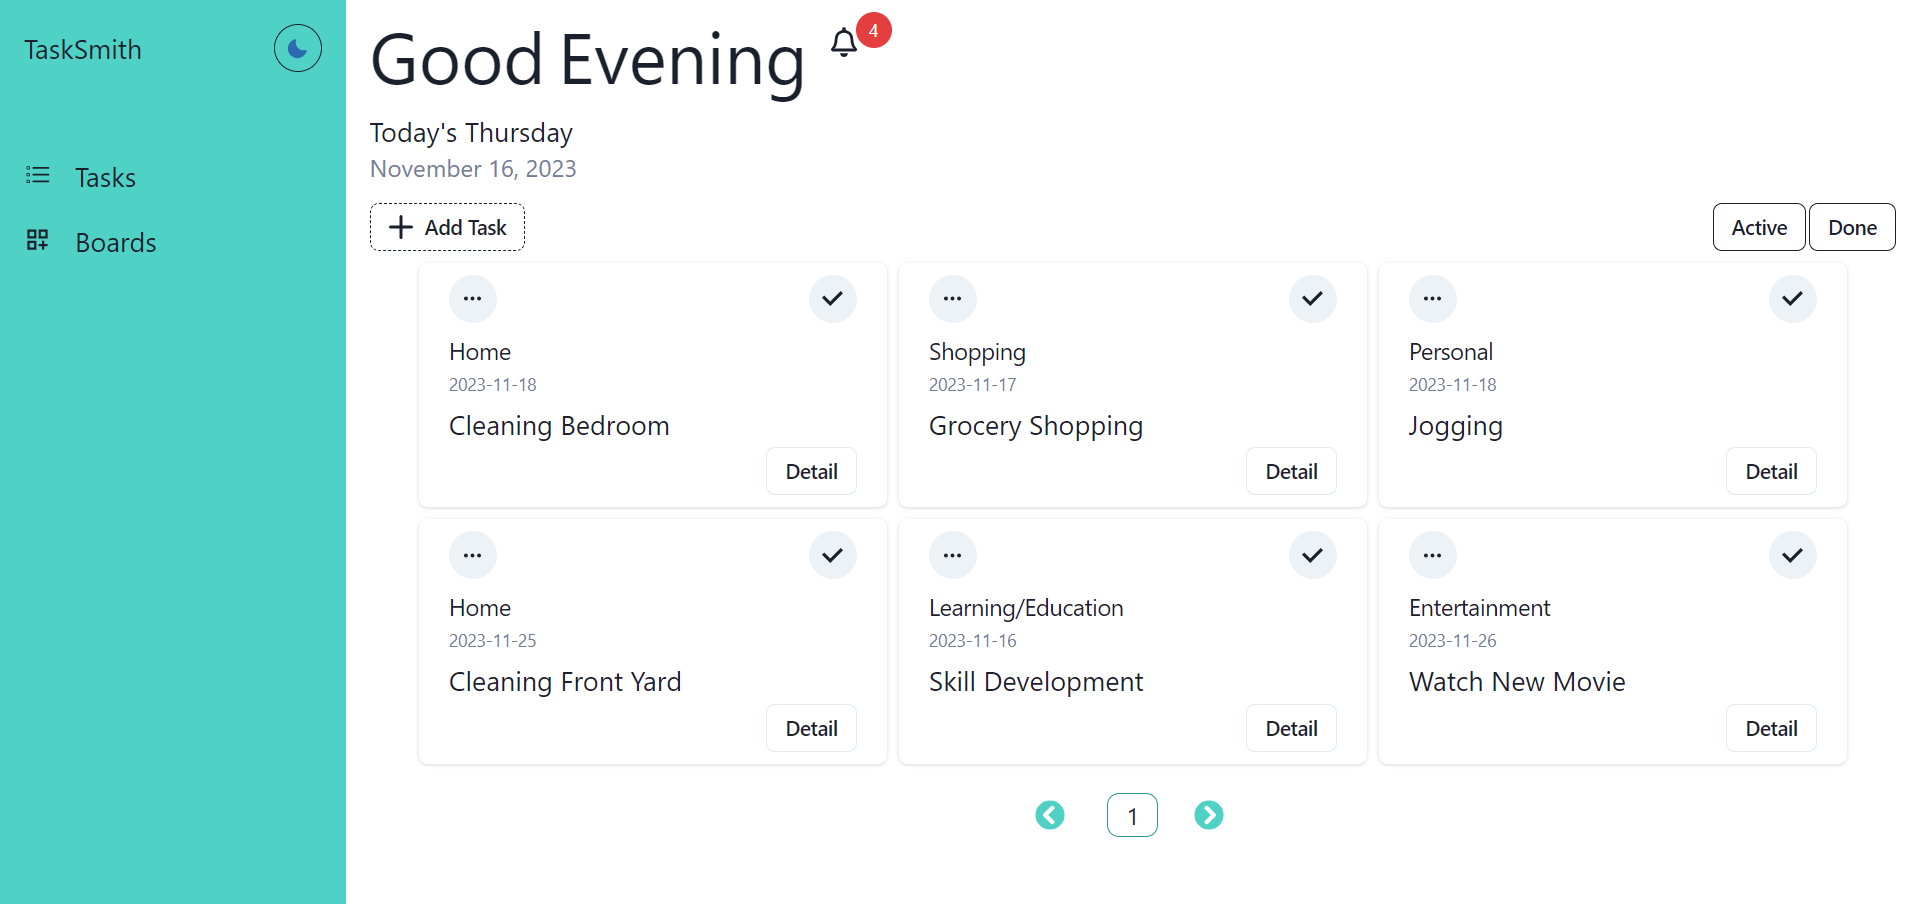 TaskSmith
Tasks
Boards
Good Evening
4
Today's Thursday
November 16, 2023
Add Task
Active
Done
Home
2023-11-18
Cleaning Bedroom
Detail
Shopping
2023-11-17
Grocery Shopping
Detail
Personal
2023-11-18
Jogging
Detail
Home
2023-11-25
Cleaning Front Yard
Detail
Learning/Education
2023-11-16
Skill Development
Detail
Entertainment
2023-11-26
Watch New Movie
Detail
1